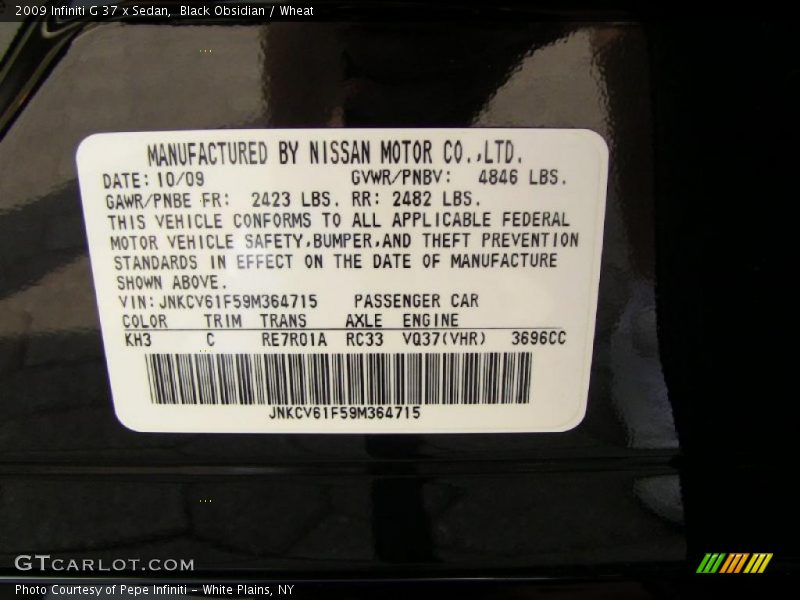 2009 Infiniti G 37 x Sedan,  Black Obsidian / Wheat
MANUFACTURED BY NISSAN MOTOR CO.,LTD.
DATE: 10/09 GVWR/PNBV: 4846 LBS.
GAWR/PNBE FR: 2423 LBS. RR: 2482 LBS.
THIS VEHICLE CONFORMS TO ALL APPLICABLE FEDERAL
MOTOR VEHICLE SAFETY,BUMPER,AND THEFT PREVENTION
STANDARDS IN EFFECT ON THE DATE OF MANUFACTURE
SHOWN ABOVE.
VIN: JNKCV61F59M364715 PASSENGER CAR
COLOR TRIM TRANS AXLE ENGINE
KH3 C RE7R01A RC33 VQ37(VHR) 3696CC
JNKCV61F59M364715
GTCARLOT.COM
Photo Courtesy of Pepe Infiniti - White Plains, NY